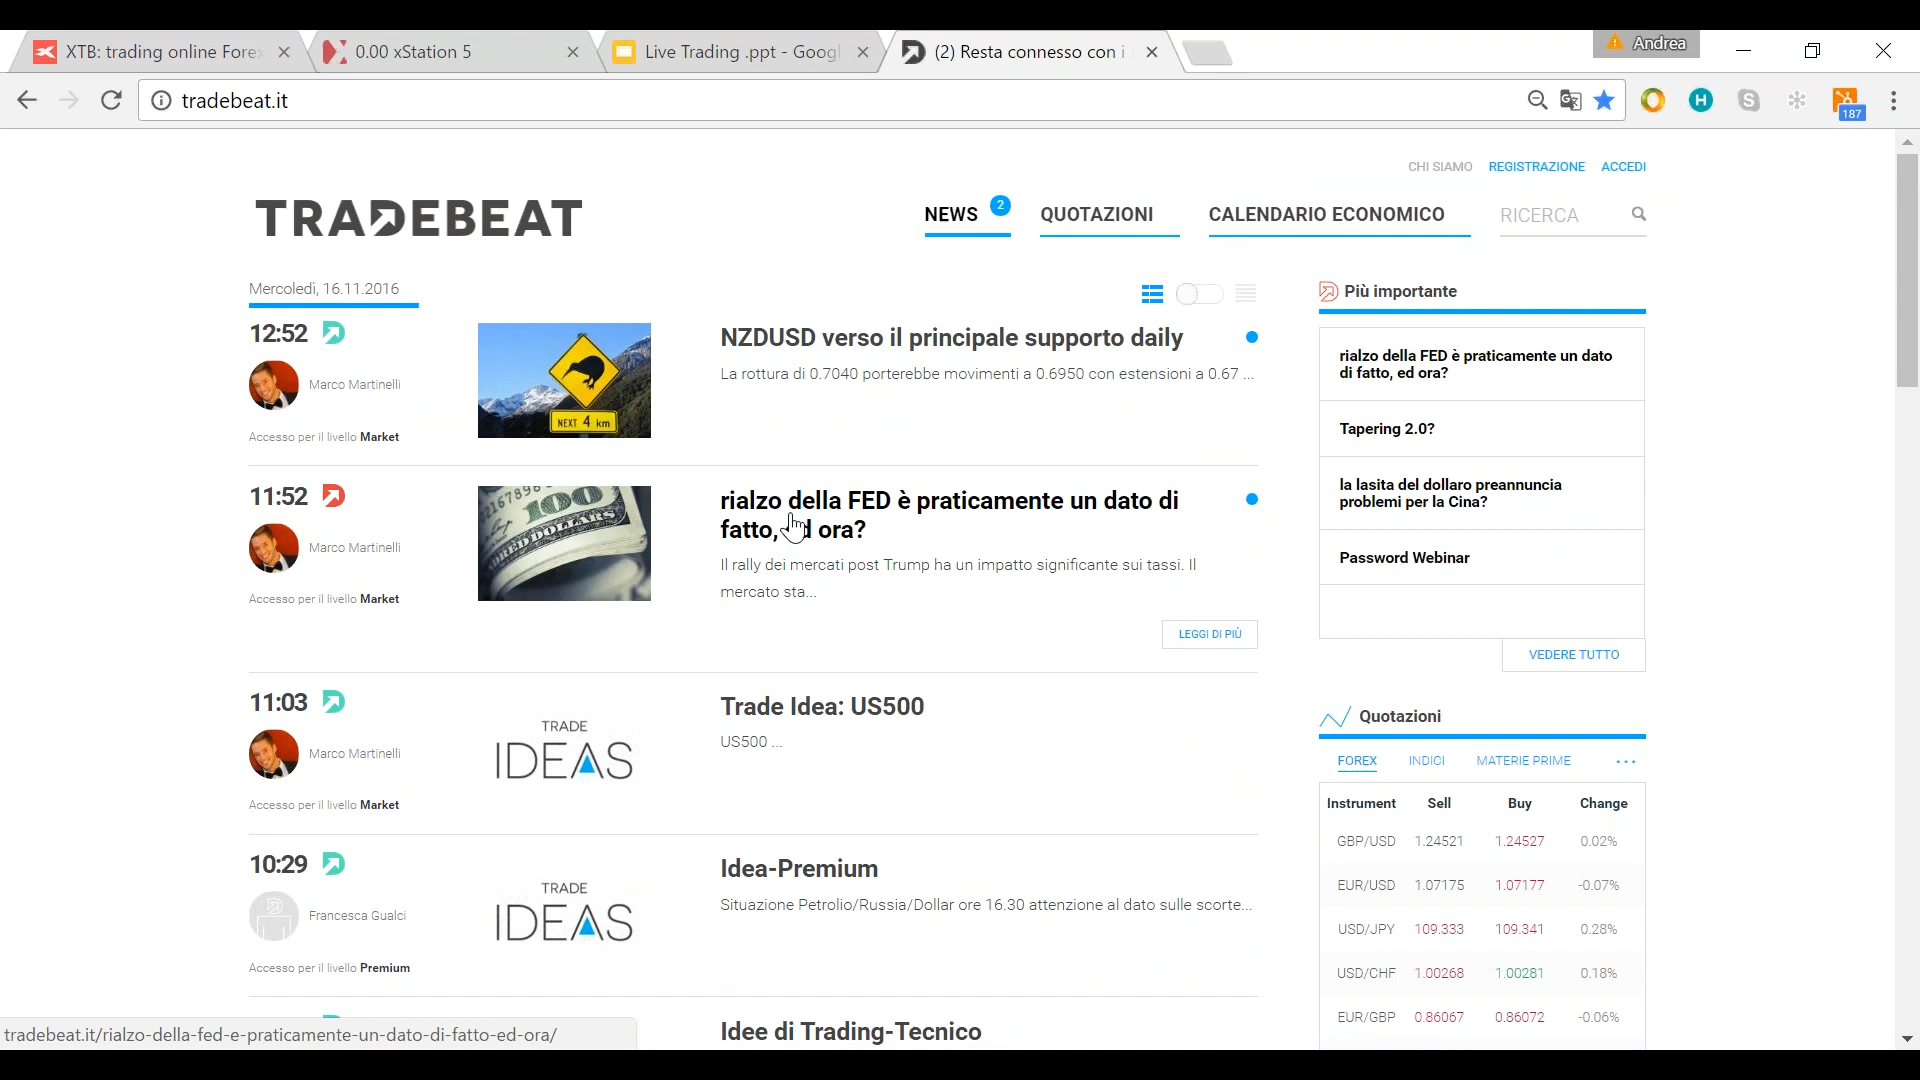 XTB: trading online Fore
0.00 xStation 5
Live Trading .ppt - Googl
(2) Resta connesso con i
Andrea
tradebeat.it
187
CHI SIAMO REGISTRAZIONE ACCEDI
TRADEBEAT
NEWS 2 QUOTAZIONI CALENDARIO ECONOMICO RICERCA
Mercoledì, 16.11.2016
12:52
Marco Martinelli
Accesso per il livello Market
NEXT 4 km
NZDUSD verso il principale supporto daily
La rottura di 0.7040 porterebbe movimenti a 0.6950 con estensioni a 0.67 ...
11:52
Marco Martinelli
Accesso per il livello Market
100
rialzo della FED è praticamente un dato di
fatto, ed ora?
Il rally dei mercati post Trump ha un impatto significante sui tassi. Il
mercato sta...
LEGGI DI PIÙ
11:03
Marco Martinelli
Accesso per il livello Market
TRADE
IDEAS
Trade Idea: US500
US500 ...
10:29
Francesca Gualci
Accesso per il livello Premium
TRADE
IDEAS
Idea-Premium
Situazione Petrolio/Russia/Dollar ore 16.30 attenzione al dato sulle scorte...
Idee di Trading-Tecnico
Più importante
rialzo della FED è praticamente un dato
di fatto, ed ora?
Tapering 2.0?
la lasita del dollaro preannuncia
problemi per la Cina?
Password Webinar
VEDERE TUTTO
Quotazioni
FOREX INDICI MATERIE PRIME ...
Instrument Sell Buy Change
GBP/USD 1.24521 1.24527 0.02%
EUR/USD 1.07175 1.07177 -0.07%
USD/JPY 109.333 109.341 0.28%
USD/CHF 1.00268 1.00281 0.18%
EUR/GBP 0.86067 0.86072 -0.06%
tradebeat.it/rialzo-della-fed-e-praticamente-un-dato-di-fatto-ed-ora/